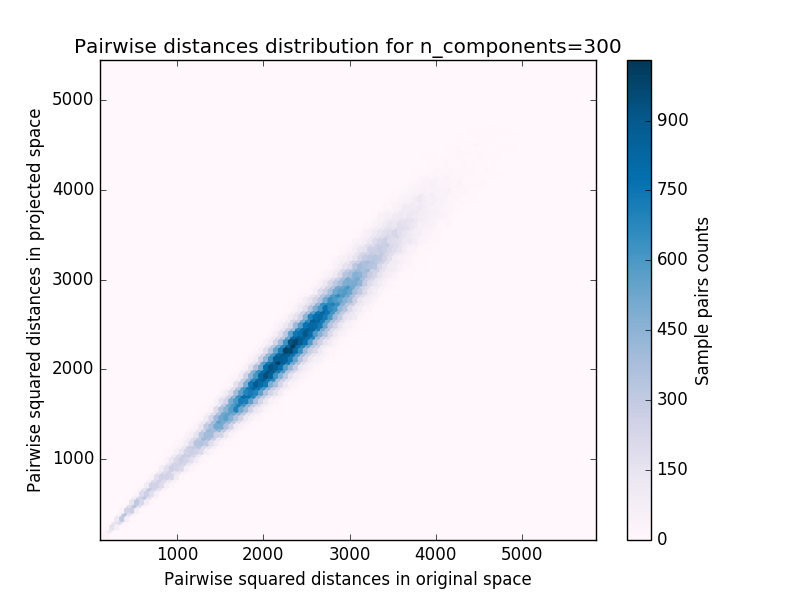 Pairwise distances distribution for n_components=300
Pairwise squared distances in projected space
5000
4000
3000
2000
1000
1000 2000 3000 4000 5000
Pairwise squared distances in original space
900
750
600
450
300
150
0
Sample pairs counts